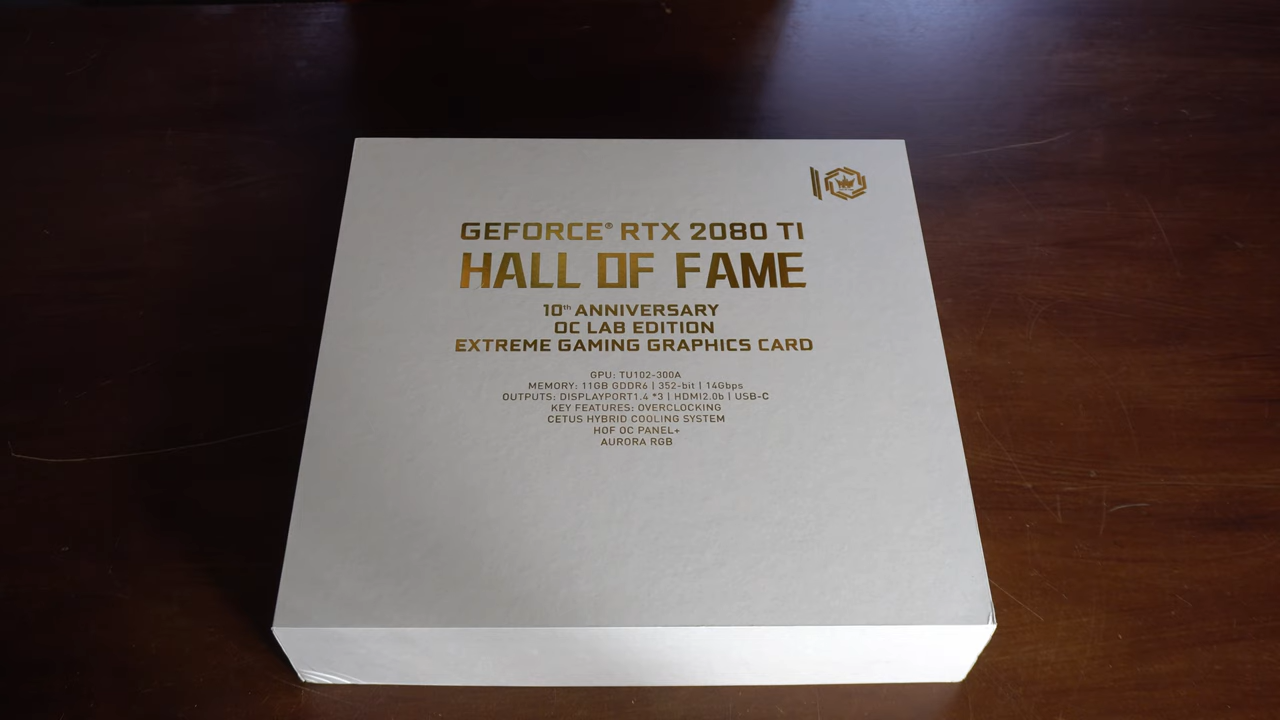 GEFORCE® RTX 2080 TI
HALL OF FAME
10th ANNIVERSARY
OC LAB EDITION
EXTREME GAMING GRAPHICS CARD
GPU: TU102-300A
MEMORY: 11GB GDDR6 | 352-bit | 14Gbps
OUTPUTS: DISPLAYPORT1.4 *3 | HDMI2.0b | USB-C
KEY FEATURES: OVERCLOCKING
CETUS HYBRID COOLING SYSTEM
HOF OC PANEL+
AURORA RGB